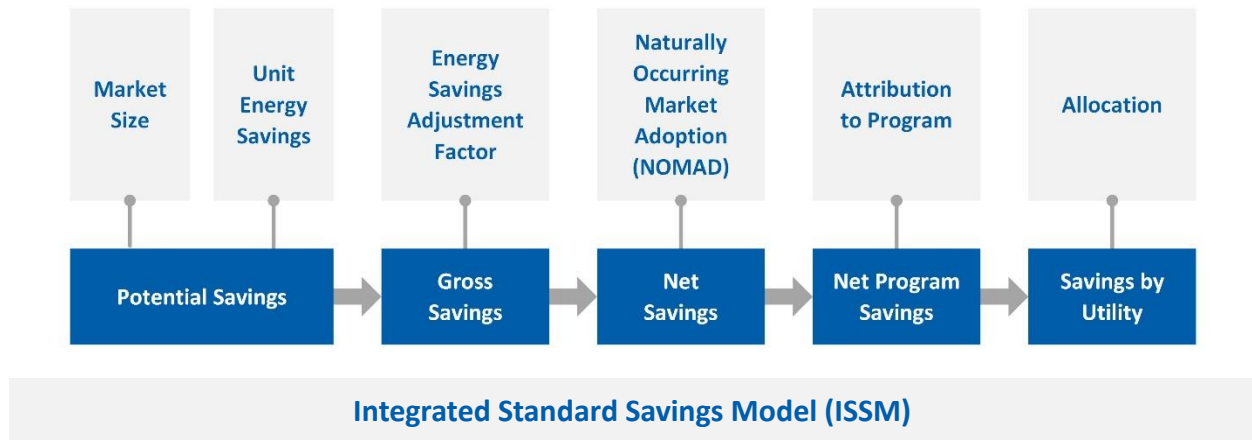 Market
Size
Unit
Energy
Savings
Energy
Savings
Adjustment
Factor
Naturally
Occurring
Market
Adoption
(NOMAD)
Attribution
to Program
Allocation
Potential Savings
Gross
Savings
Net
Savings
Net Program
Savings
Savings by
Utility
Integrated Standard Savings Model (ISSM)